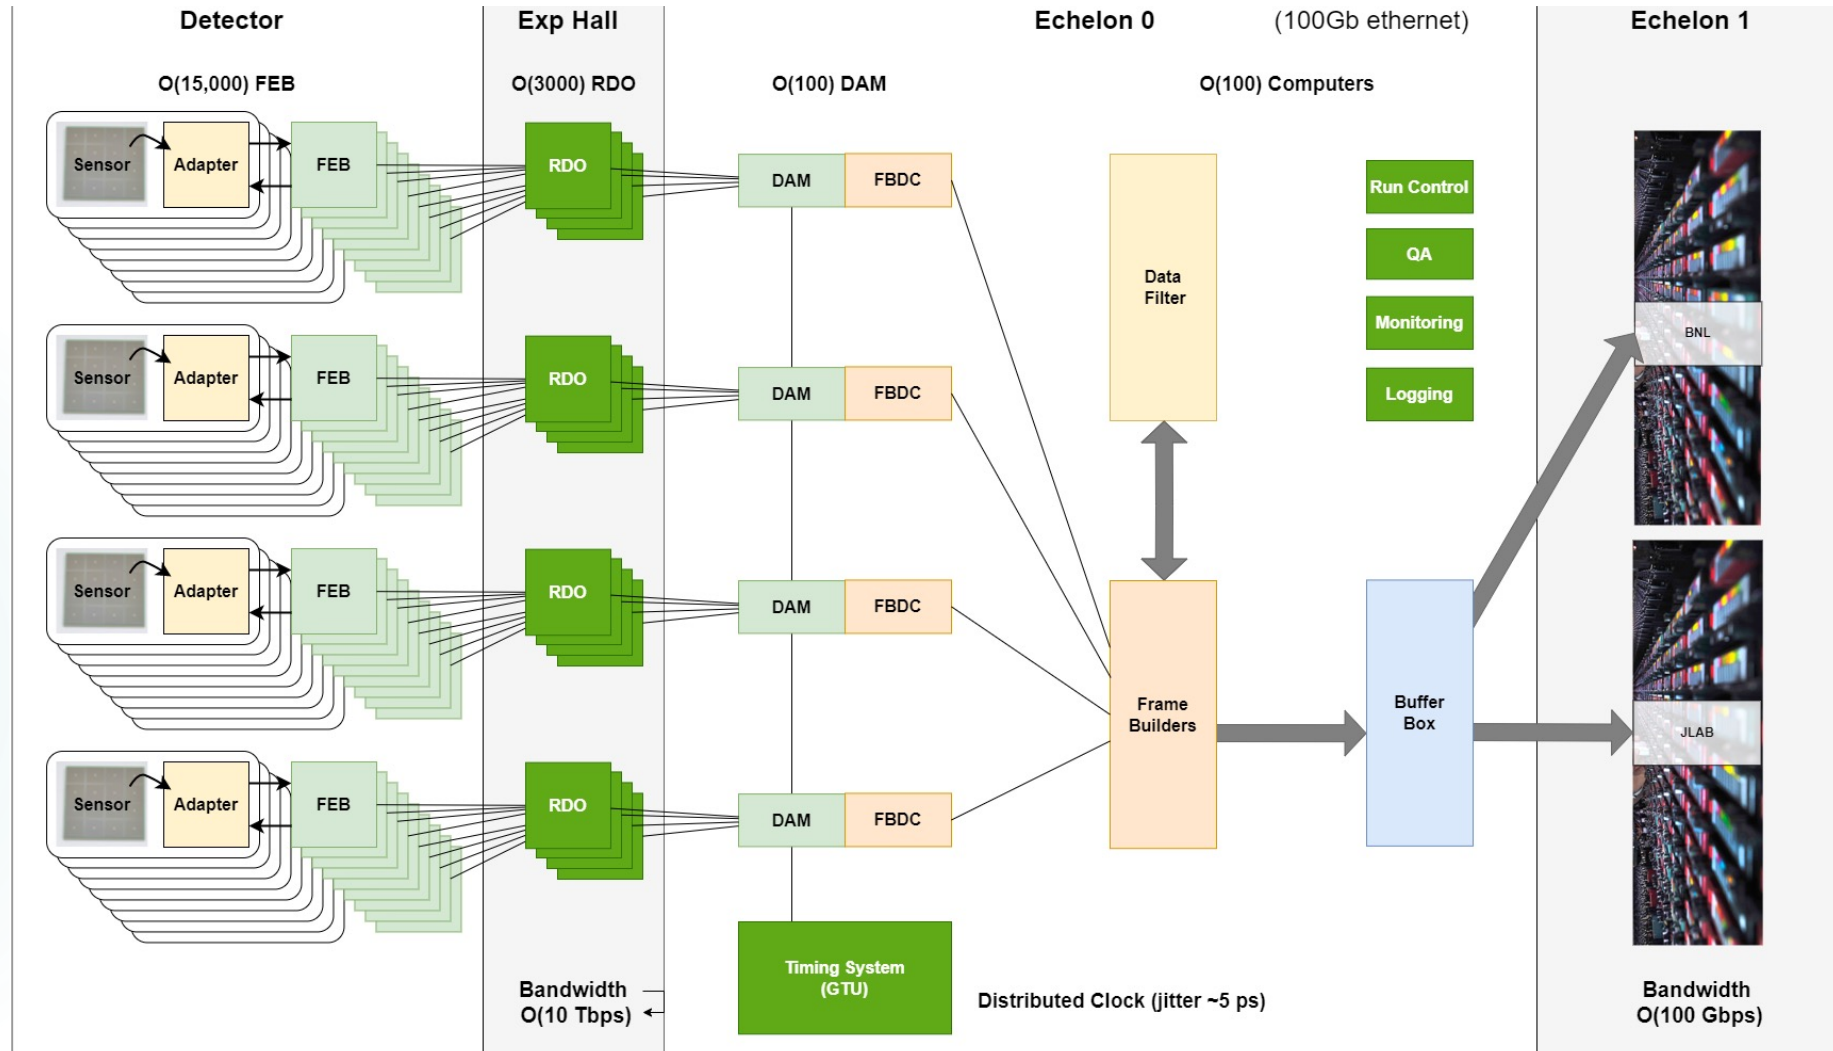 Detector
Exp Hall
Echelon 0
(100Gb ethernet)
Echelon 1
O(15,000) FEB
O(3000) RDO
O(100) DAM
O(100) Computers
Sensor
Adapter
FEB
RDO
DAM
FBDC
Sensor
Adapter
FEB
RDO
DAM
FBDC
Sensor
Adapter
FEB
RDO
DAM
FBDC
Sensor
Adapter
FEB
RDO
DAM
FBDC
Data
Filter
Run Control
QA
Monitoring
Logging
Frame
Builders
Buffer
Box
BNL
JLAB
Timing System
(GTU)
Bandwidth
O(10 Tbps)
Distributed Clock (jitter ~5 ps)
Bandwidth
O(100 Gbps)